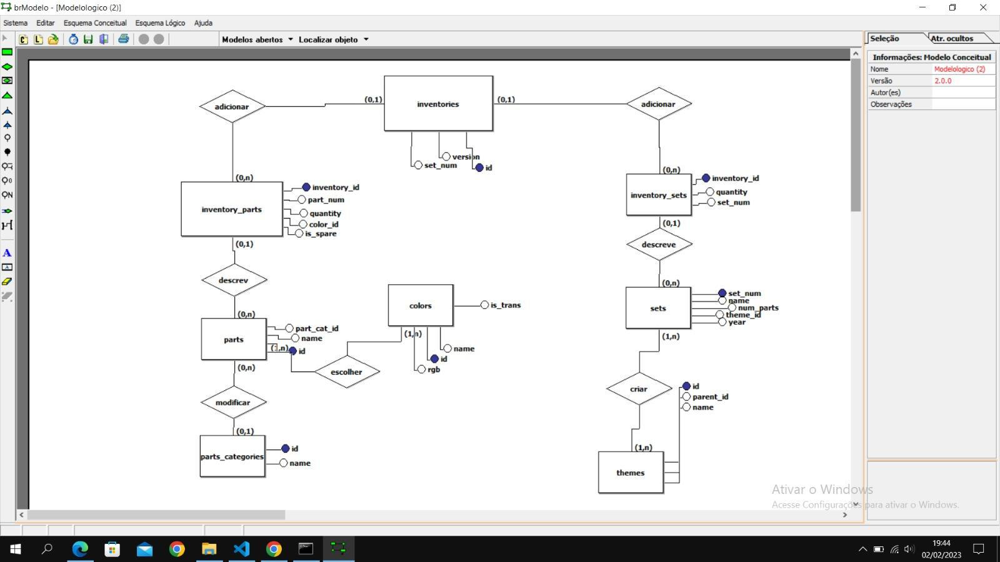 brModelo - [Modelologico (2)]
Sistema Editar Esquema Conceitual Esquema Lógico Ajuda
Modelos abertos Localizar objeto
Seleção Atr. ocultos
Informações: Modelo Conceitual
Nome Modelologico (2)
Versão 2.0.0
Autor(es)
Observações
adicionar (0,1) inventories (0,1) adicionar
version
set_num id
(0,n) (0,n)
inventory_parts
inventory_id
part_num
quantity
color_id
is_spare
inventory_sets
inventory_id
quantity
set_num
(0,1) (0,1)
descrev descreve
(0,n) (0,n)
parts
part_cat_id
name
(1,n) id
colors
is_trans
(1,n)
name
id
rgb
escolher
sets
set_num
name
num_parts
theme_id
year
(0,n) (1,n)
modificar criar
(0,1) (1,n)
parts_categories
id
name
themes
id
parent_id
name
Ativar o Windows
Acesse Configurações para ativar o Windows.
19:44
02/02/2023